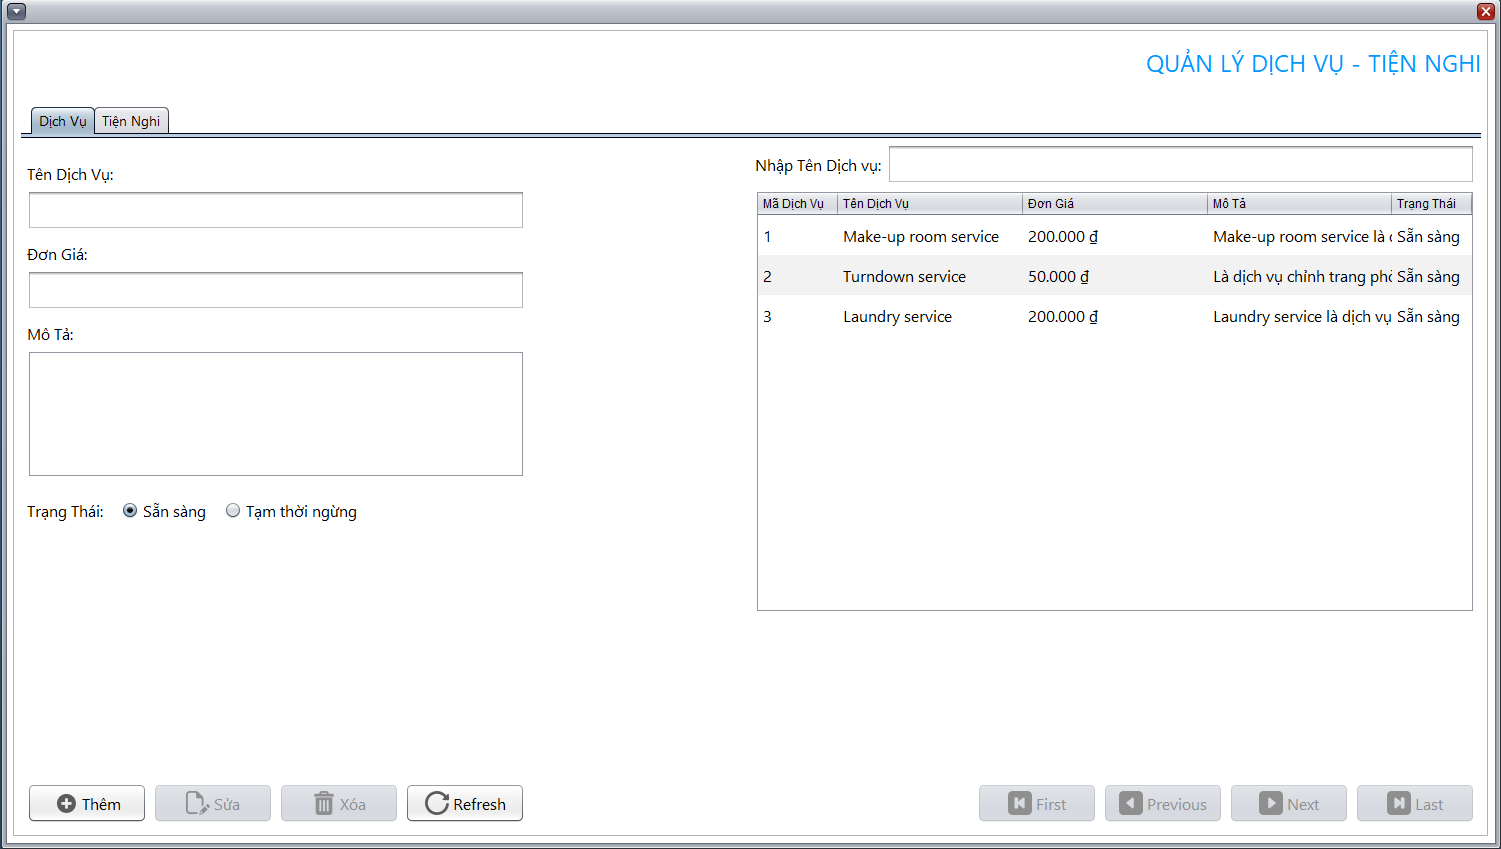 QUẢN LÝ DỊCH VỤ - TIỆN NGHI
Dịch Vụ Tiện Nghi
Tên Dịch Vụ:
Đơn Giá:
Mô Tả:
Trạng Thái: Sẵn sàng Tạm thời ngừng
Nhập Tên Dịch vụ:
Mã Dịch Vụ Tên Dịch Vụ Đơn Giá Mô Tả Trạng Thái
1 Make-up room service 200.000 ₫ Make-up room service là Sẵn sàng
2 Turndown service 50.000 ₫ Là dịch vụ chỉnh trang Sẵn sàng
3 Laundry service 200.000 ₫ Laundry service là dịch vụ Sẵn sàng
Thêm Sửa Xóa Refresh
First Previous Next Last